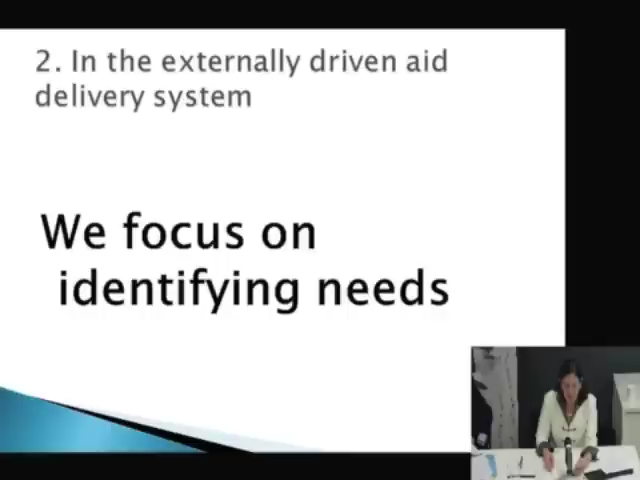 2. In the externally driven aid
delivery system
We focus on
identifying needs